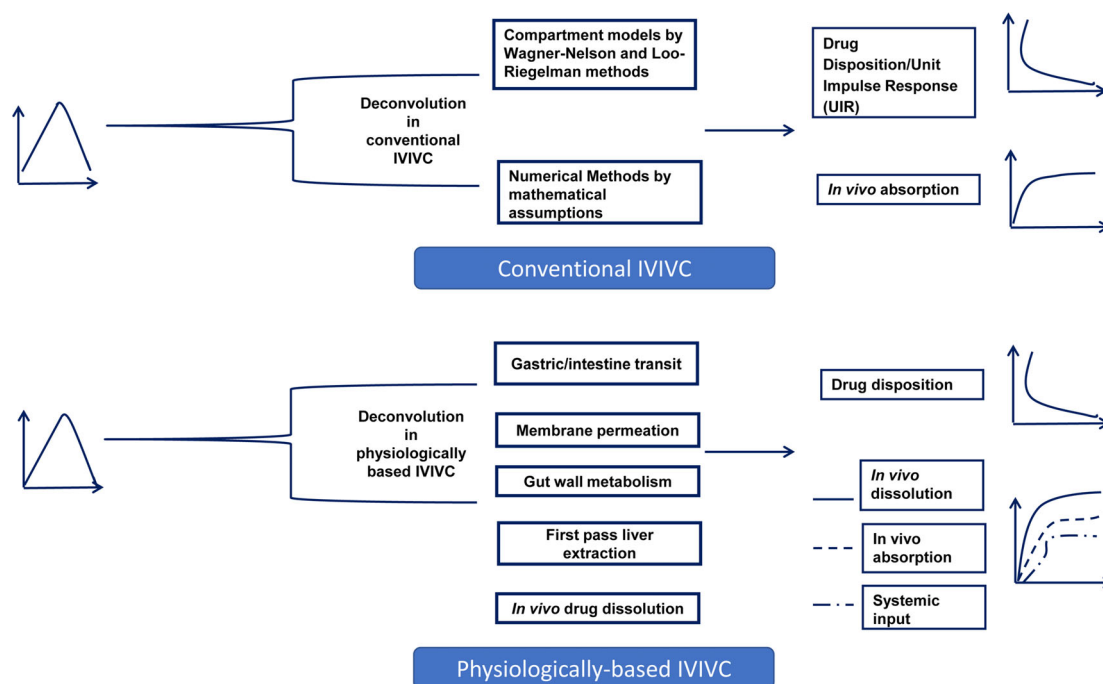 Compartment models by
Wagner-Nelson and Loo-
Riegelman methods
Deconvolution
in
conventional
IVIVC
Numerical Methods by
mathematical
assumptions
Drug
Disposition/Unit
Impulse Response
(UIR)
In vivo absorption
Conventional IVIVC
Gastric/intestine transit
Deconvolution
in
physiologically
based IVIVC
Membrane permeation
Gut wall metabolism
First pass liver
extraction
In vivo drug dissolution
Drug disposition
In vivo
dissolution
In vivo
absorption
Systemic
input
Physiologically-based IVIVC